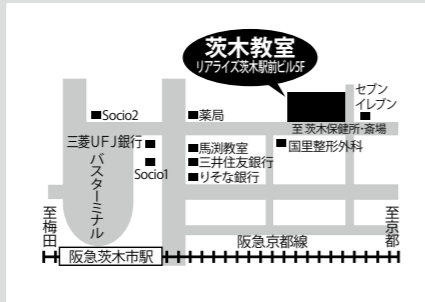 茨木教室
リアライズ茨木駅前ビル5F
セブン
イレブン
Socio2
薬局
至 茨木保健所・斎場
三菱UFJ銀行
馬渕教室
国里整形外科
Socio1
三井住友銀行
りそな銀行
バスターミナル
至梅田
至京都
阪急京都線
阪急茨木市駅